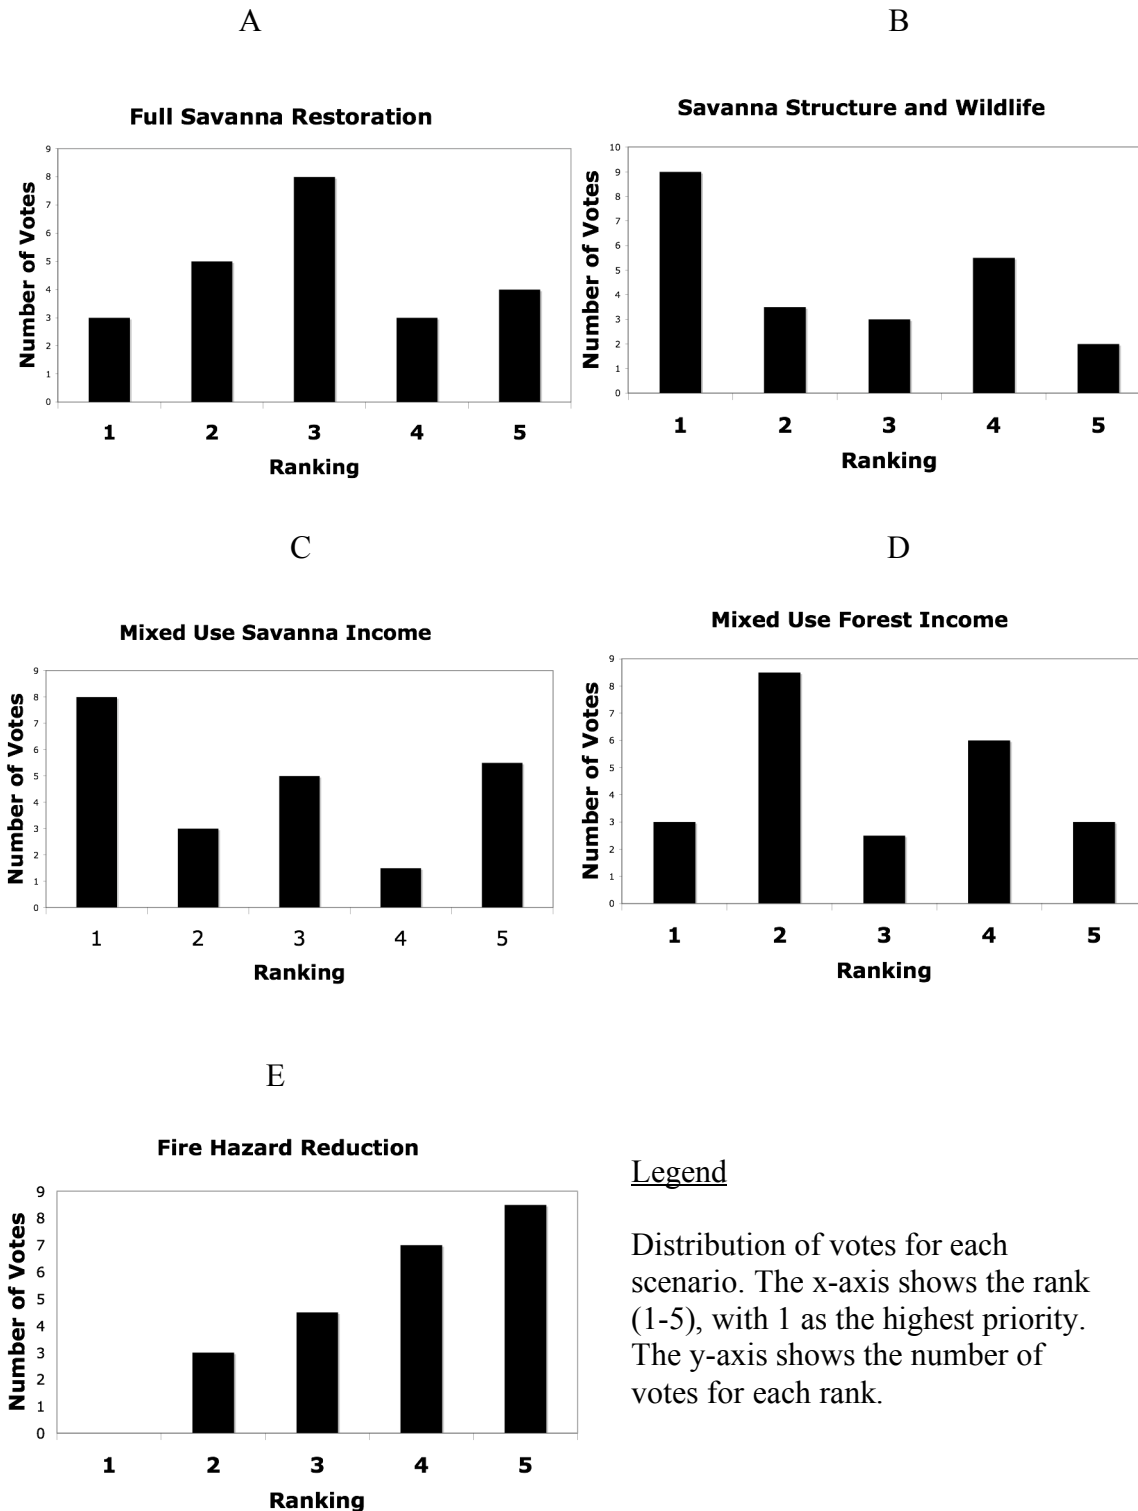 A
Full Savanna Restoration
Number of Votes
9
8
7
6
5
4
3
2
1
0
1 2 3 4 5
Ranking
B
Savanna Structure and Wildlife
Number of Votes
10
9
8
7
6
5
4
3
2
1
0
1 2 3 4 5
Ranking
C
Mixed Use Savanna Income
Number of Votes
9
8
7
6
5
4
3
2
1
0
1 2 3 4 5
Ranking
D
Mixed Use Forest Income
Number of Votes
9
8
7
6
5
4
3
2
1
0
1 2 3 4 5
Ranking
E
Fire Hazard Reduction
Number of Votes
9
8
7
6
5
4
3
2
1
0
1 2 3 4 5
Ranking
Legend
Distribution of votes for each
scenario. The x-axis shows the rank
(1-5), with 1 as the highest priority.
The y-axis shows the number of
votes for each rank.